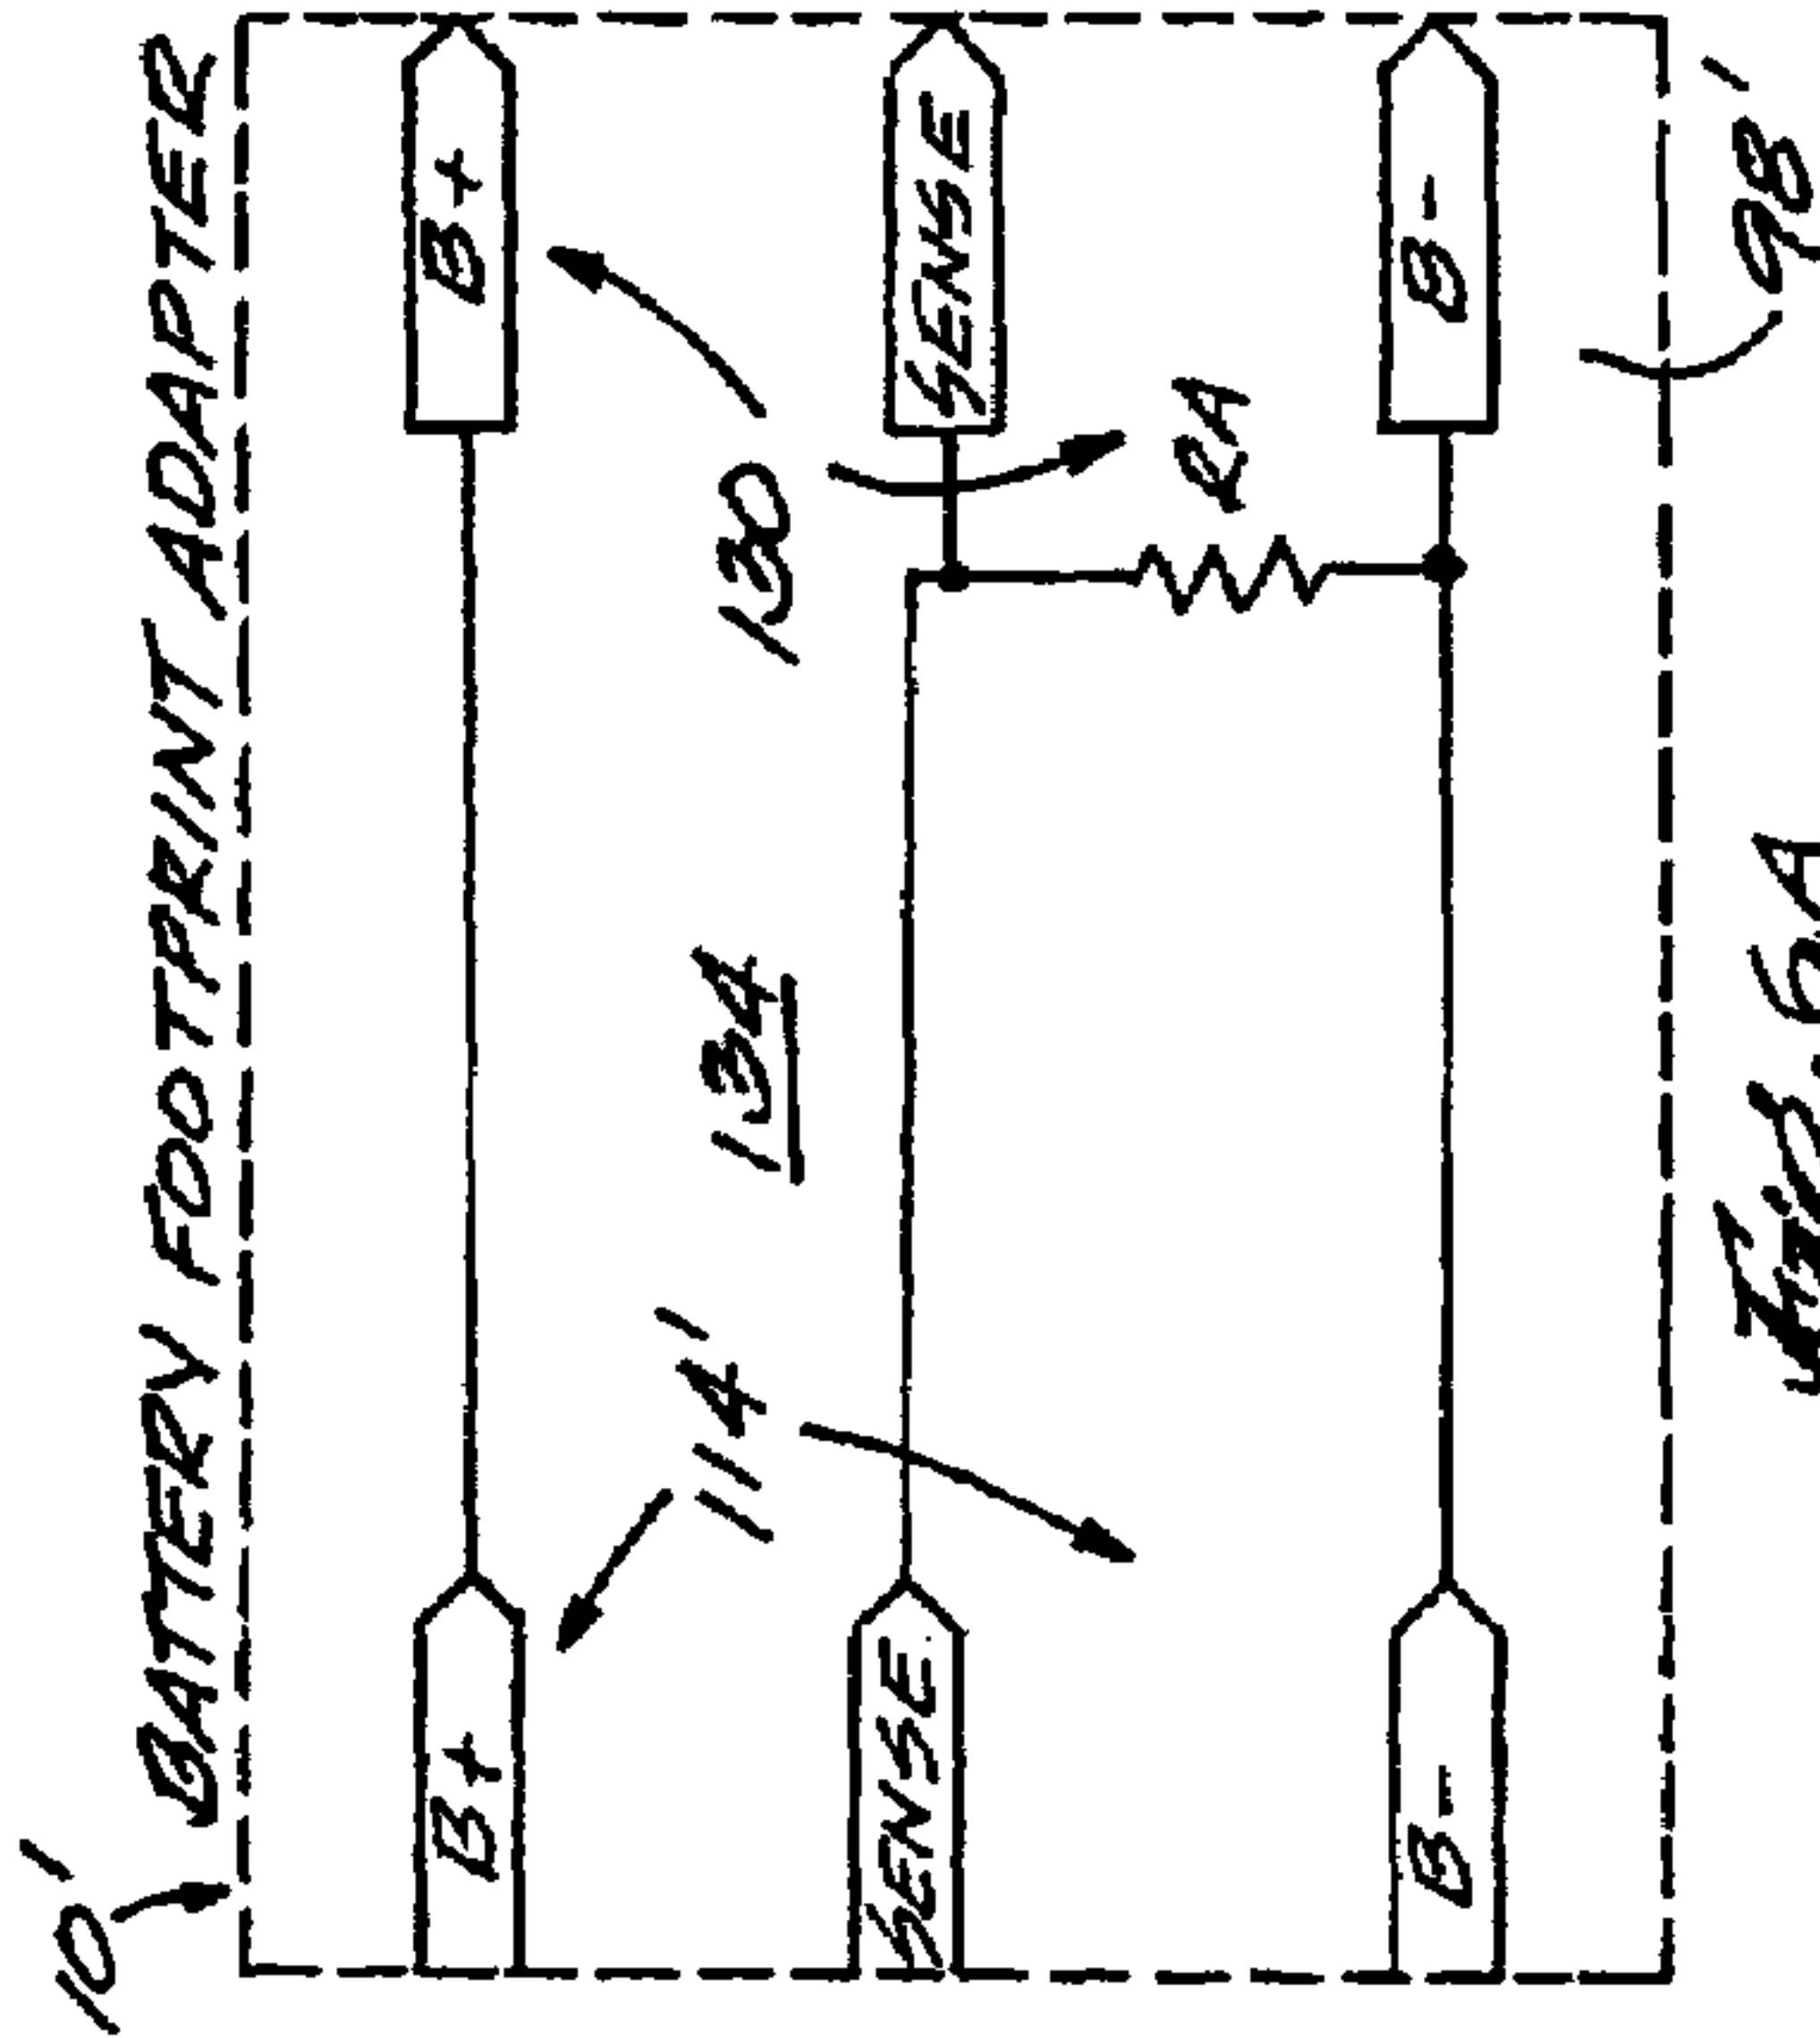 10'
BATTERY FOOTPRINT ADAPTER
B+
B+
114'
134
130
SENSE
SENSE
RA
B-
B-
Fig. 6A
98'